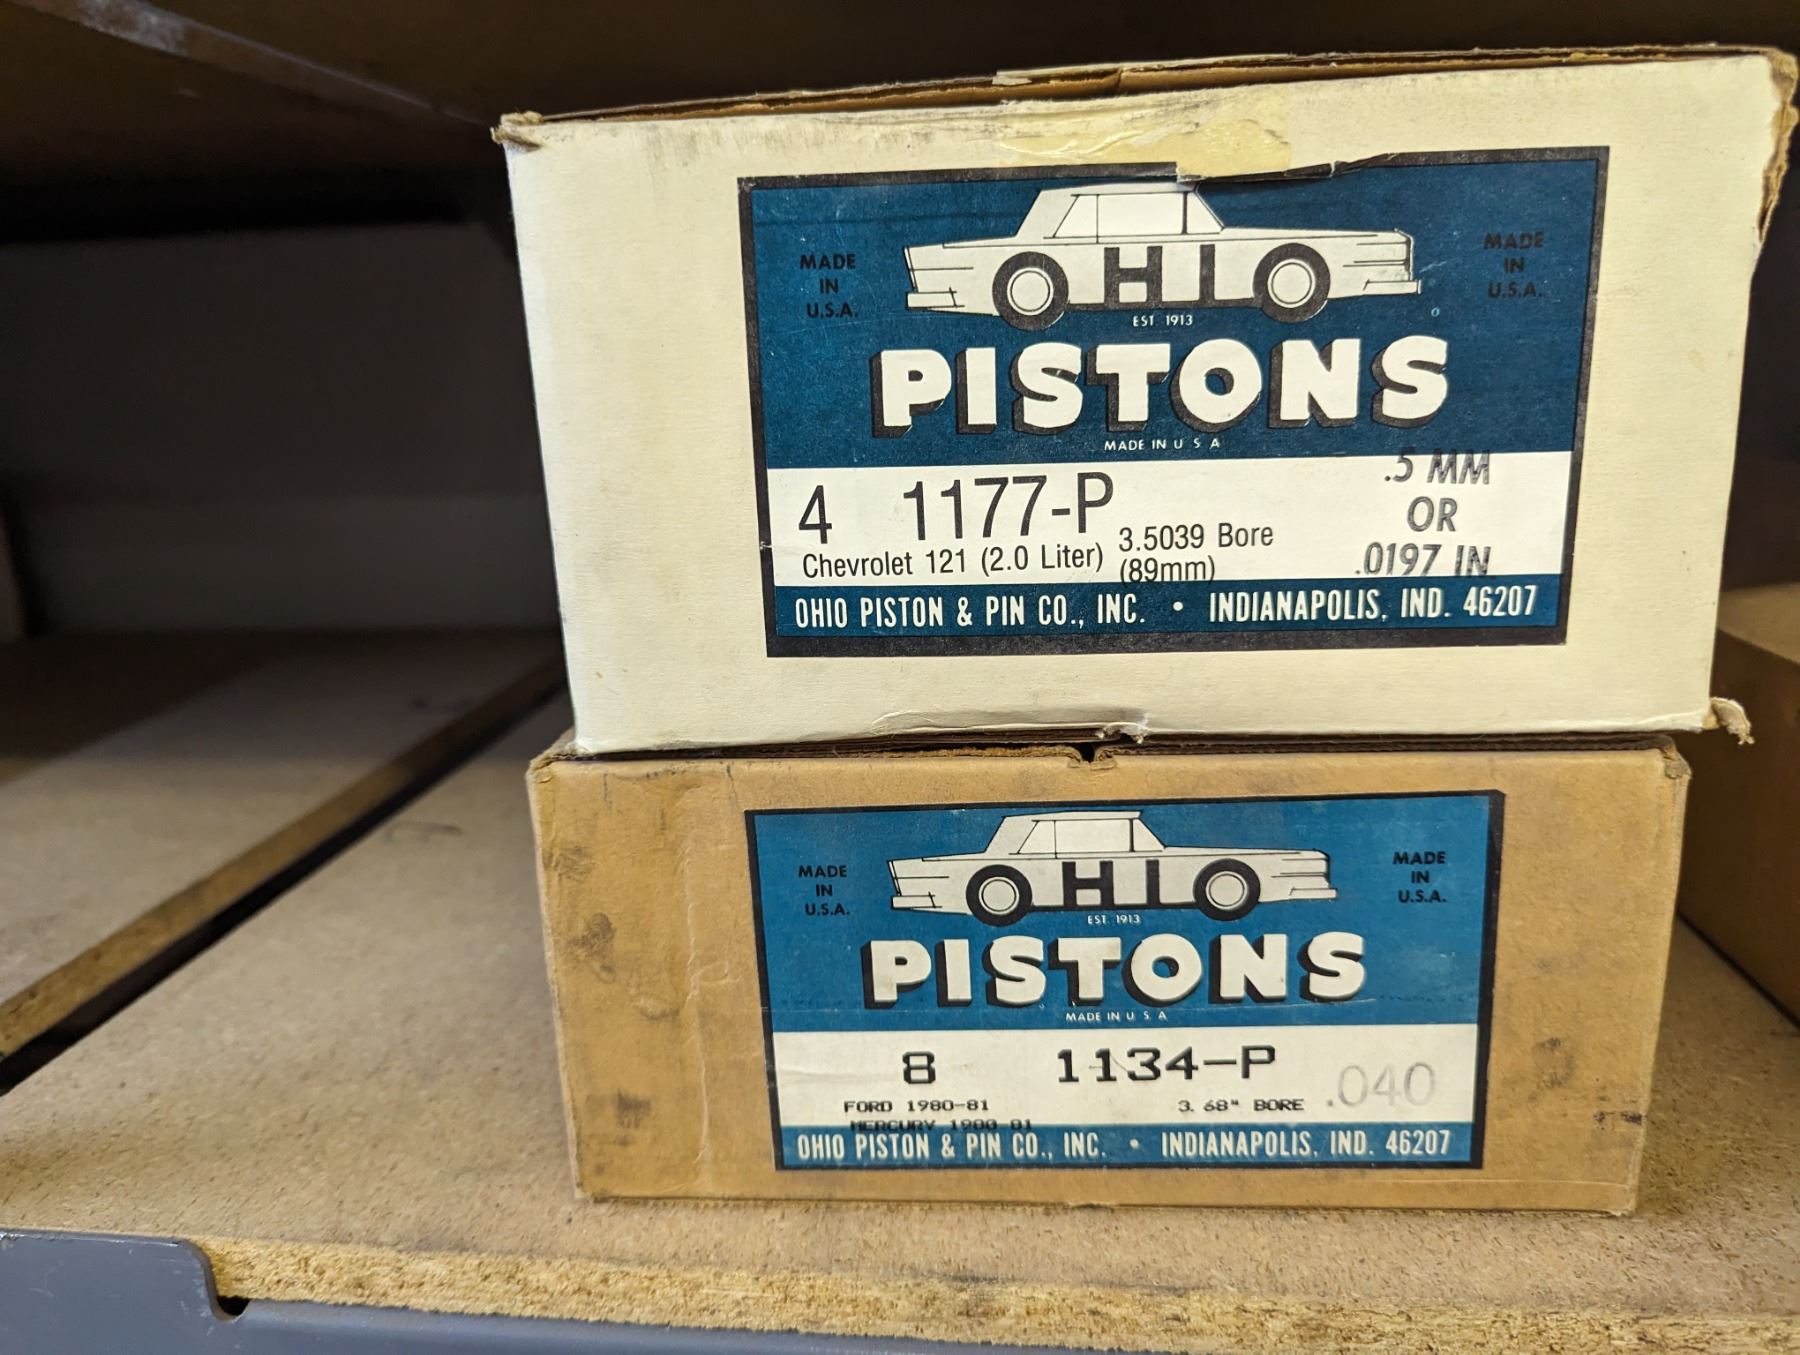 MADE
IN
U.S.A.
OHIO
MADE
IN
U.S.A.
EST. 1913
PISTONS
MADE IN U S A
4 1177-P
Chevrolet 121 (2.0 Liter)
3.5039 Bore
(89mm)
.5 MM
OR
.0197 IN
OHIO PISTON & PIN CO., INC. • INDIANAPOLIS, IND. 46207
MADE
IN
U.S.A.
OHIO
MADE
IN
U.S.A.
EST. 1913
PISTONS
MADE IN U S A
8 1134-P
.040
FORD 1980-81
3.68" BORE
MERCURY 1980 81
OHIO PISTON & PIN CO., INC. • INDIANAPOLIS, IND. 46207